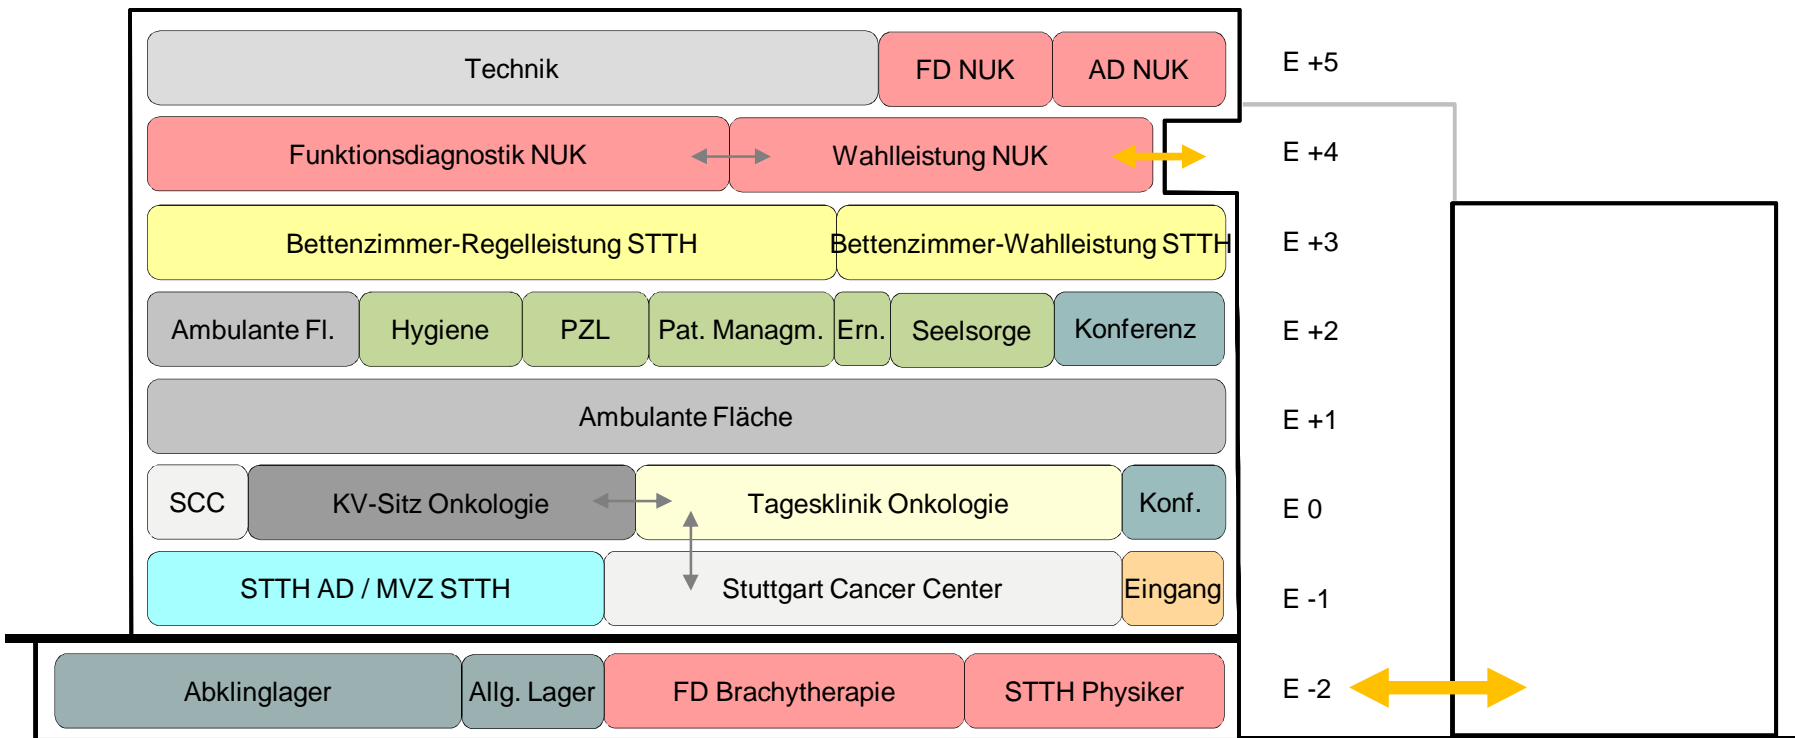 Technik FD NUK AD NUK E +5
Funktionsdiagnostik NUK Wahlleistung NUK E +4
Bettenzimmer-Regelleistung STTH Bettenzimmer-Wahlleistung STTH E +3
Ambulante Fl. Hygiene PZL Pat. Managm. Ern. Seelsorge Konferenz E +2
Ambulante Fläche E +1
SCC KV-Sitz Onkologie Tagesklinik Onkologie Konf. E 0
STTH AD / MVZ STTH Stuttgart Cancer Center Eingang E -1
Abklinglager Allg. Lager FD Brachytherapie STTH Physiker E -2